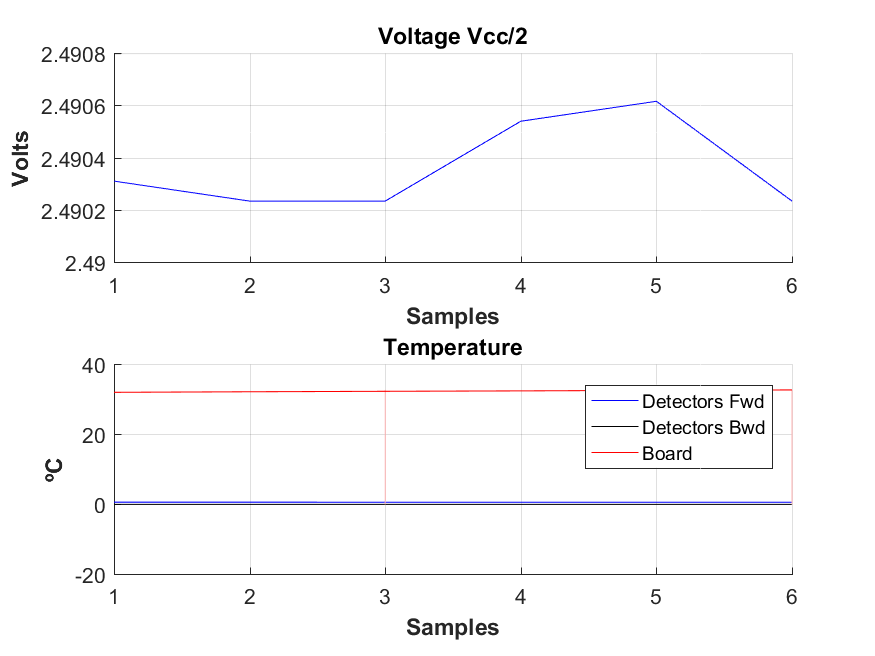 Voltage Vcc/2
2.4908
2.4906
2.4904
2.4902
2.49
Volts
1 2 3 4 5 6
Samples
Temperature
40
20
0
-20
ºC
Detectors Fwd
Detectors Bwd
Board
1 2 3 4 5 6
Samples